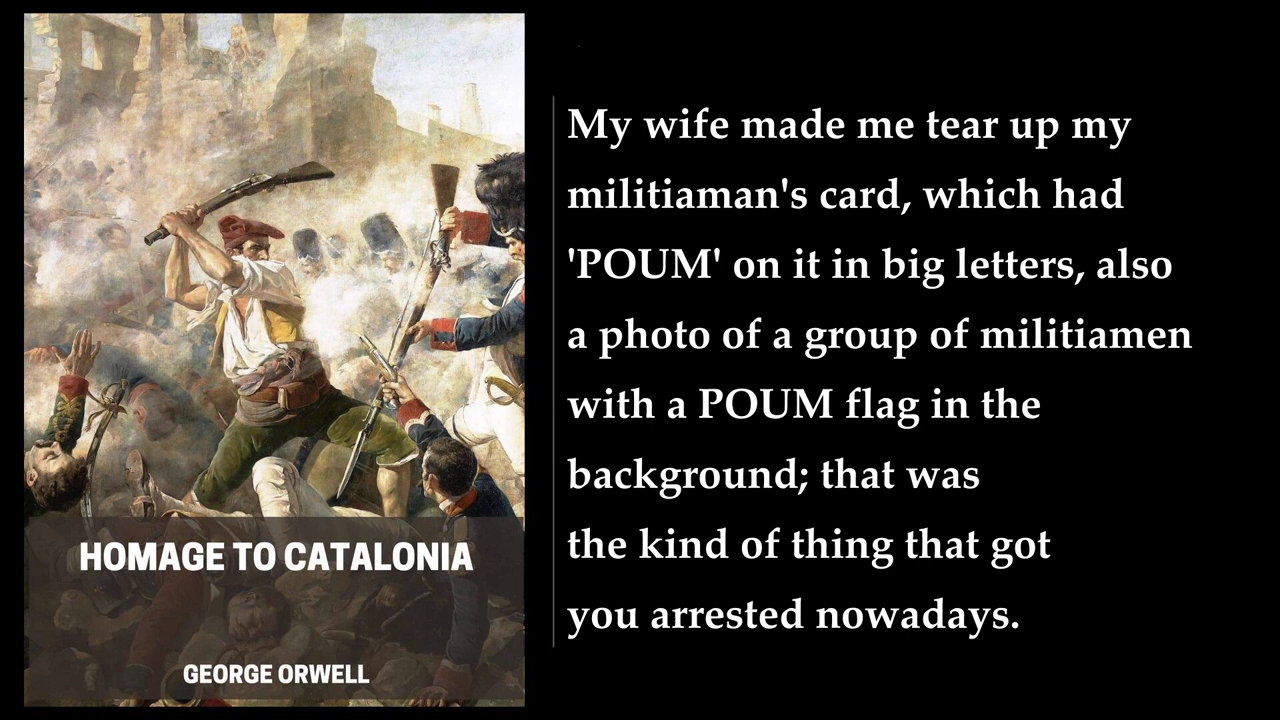 HOMAGE TO CATALONIA
GEORGE ORWELL
My wife made me tear up my
militiaman's card, which had
'POUM' on it in big letters, also
a photo of a group of militiamen
with a POUM flag in the
background; that was
the kind of thing that got
you arrested nowadays.